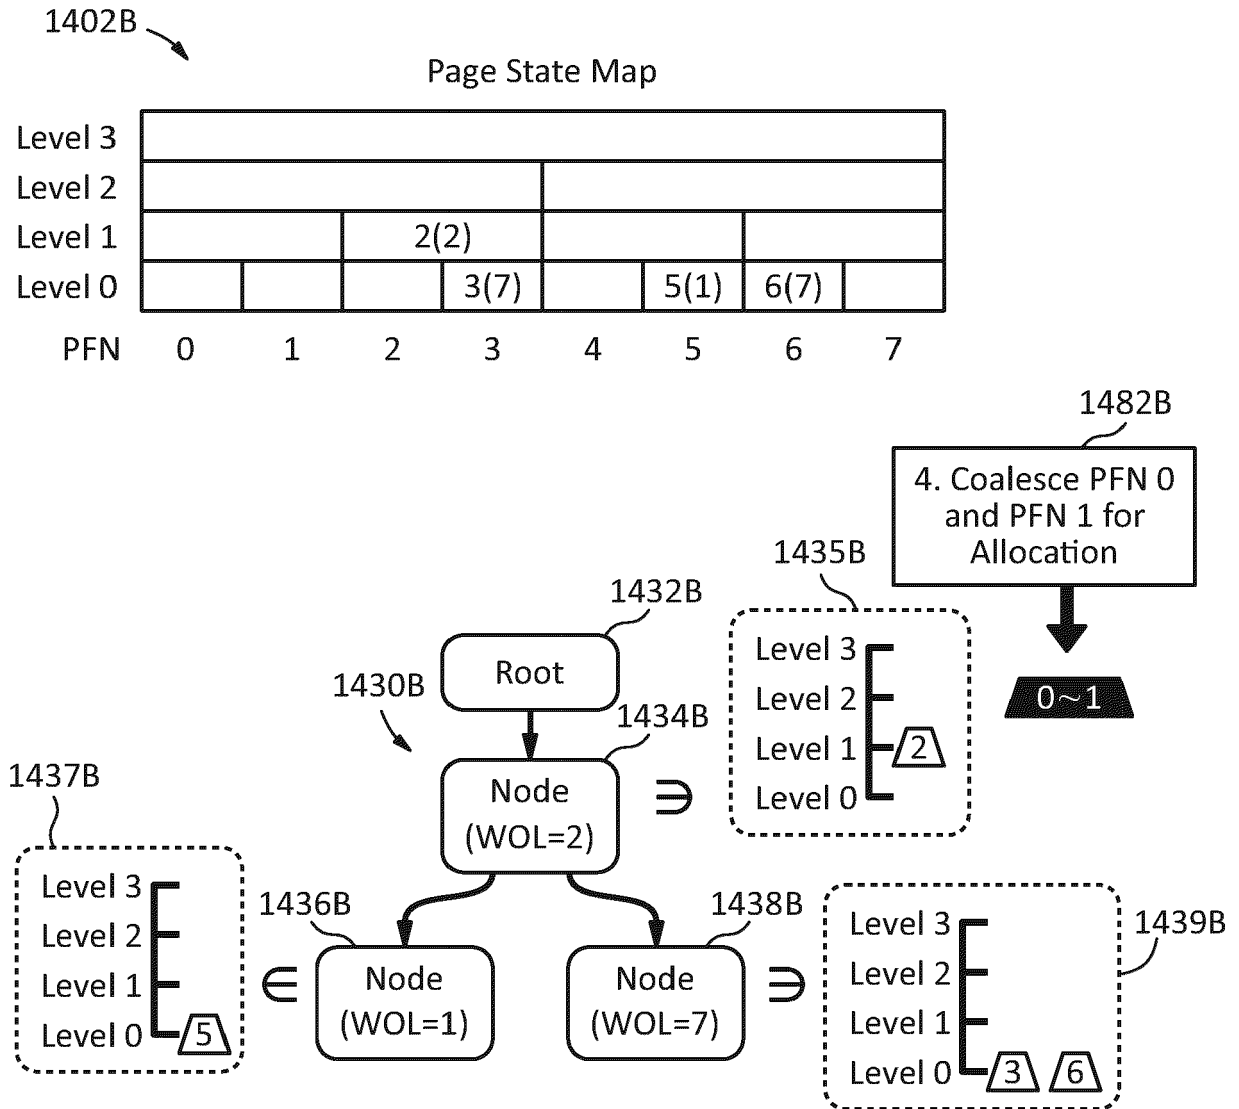 1402B
Page State Map
Level 3
Level 2
Level 1 2(2)
Level 0 3(7) 5(1) 6(7)
PFN 0 1 2 3 4 5 6 7
1482B
4. Coalesce PFN 0
and PFN 1 for
Allocation
0~1
1435B
Level 3
Level 2
Level 1 2
Level 0
1432B
Root
1430B
1434B
Node
(WOL=2)
∋
1437B
Level 3
Level 2
Level 1
Level 0 5
1436B
∈
Node
(WOL=1)
1438B
Node
(WOL=7)
∋
1439B
Level 3
Level 2
Level 1
Level 0 3 6